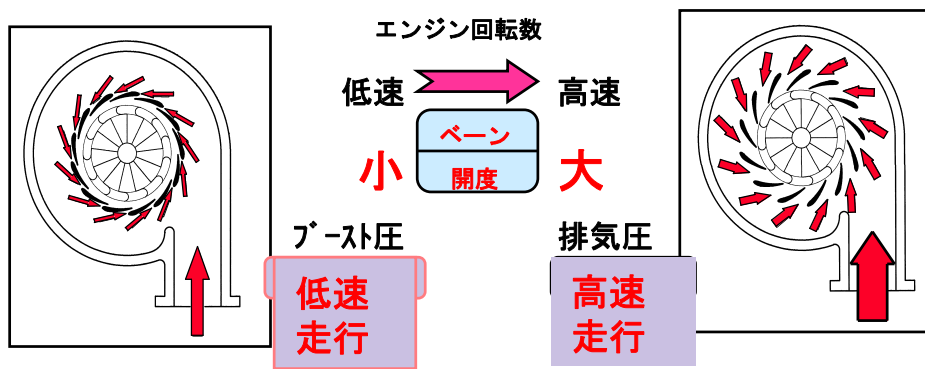 エンジン回転数
低速
高速
ベーン
小
開度
大
ブースト圧
排気圧
低速
走行
高速
走行